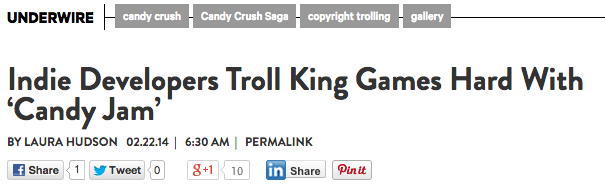 UNDERWIRE candy crush Candy Crush Saga copyright trolling gallery
Indie Developers Troll King Games Hard With
‘Candy Jam’
BY LAURA HUDSON 02.22.14 | 6:30 AM | PERMALINK
f Share 1 Tweet 0 g+1 10 in Share Pin it